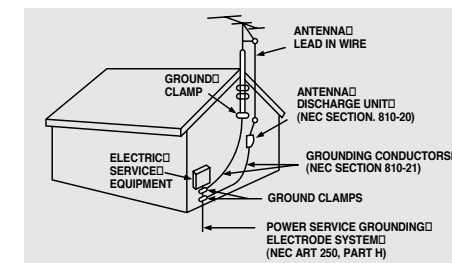 ANTENNA
LEAD IN WIRE
GROUND
CLAMP
ANTENNA
DISCHARGE UNIT
(NEC SECTION. 810-20)
ELECTRIC
SERVICE
EQUIPMENT
GROUNDING CONDUCTORS
(NEC SECTION 810-21)
GROUND CLAMPS
POWER SERVICE GROUNDING
ELECTRODE SYSTEM
(NEC ART 250, PART H)